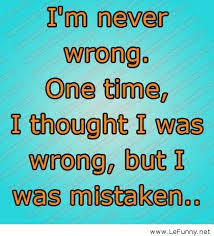 I'm never
wrong.
One time,
I thought I was
wrong, but I
was mistaken..
www.LeFunny.net